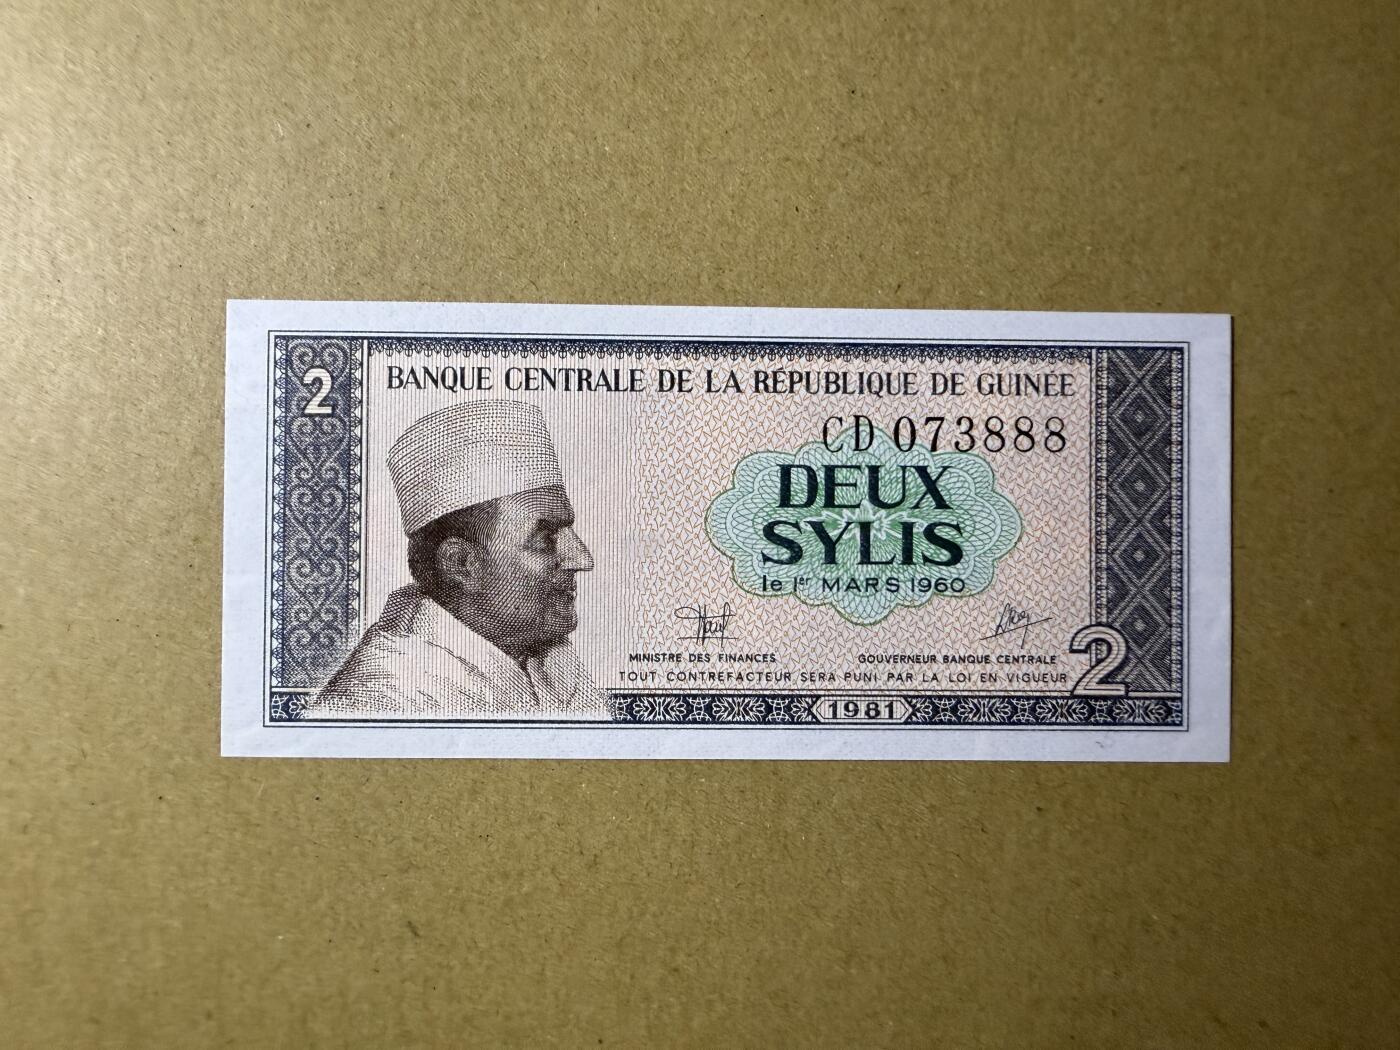 2
BANQUE CENTRALE DE LA RÉPUBLIQUE DE GUINÉE
CD 073888
DEUX
SYLIS
le 1er MARS 1960
MINISTRE DES FINANCES
GOUVERNEUR BANQUE CENTRALE
TOUT CONTREFACTEUR SERA PUNI PAR LA LOI EN VIGUEUR
2
1981